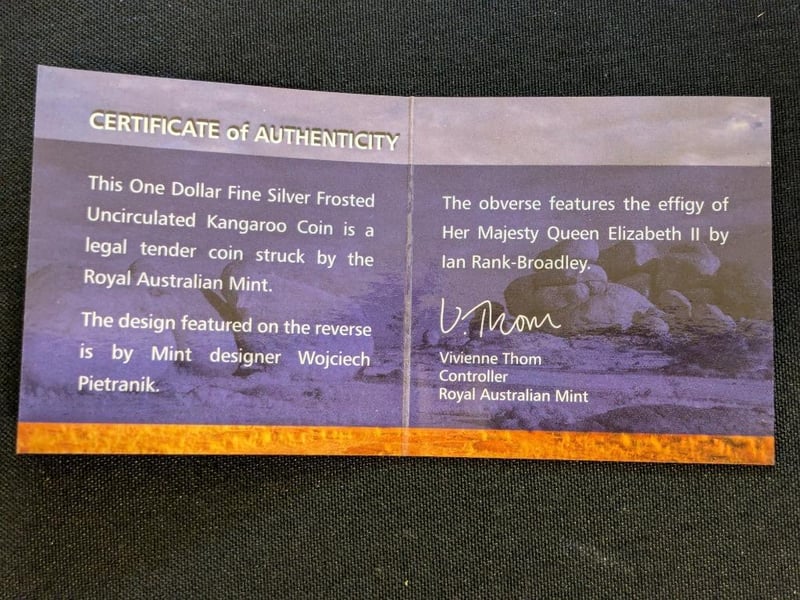 CERTIFICATE of AUTHENTICITY
This One Dollar Fine Silver Frosted
Uncirculated Kangaroo Coin is a
legal tender coin struck by the
Royal Australian Mint.
The design featured on the reverse
is by Mint designer Wojciech
Pietranik.
The obverse features the effigy of
Her Majesty Queen Elizabeth II by
Ian Rank-Broadley.
V. Thom
Vivienne Thom
Controller
Royal Australian Mint